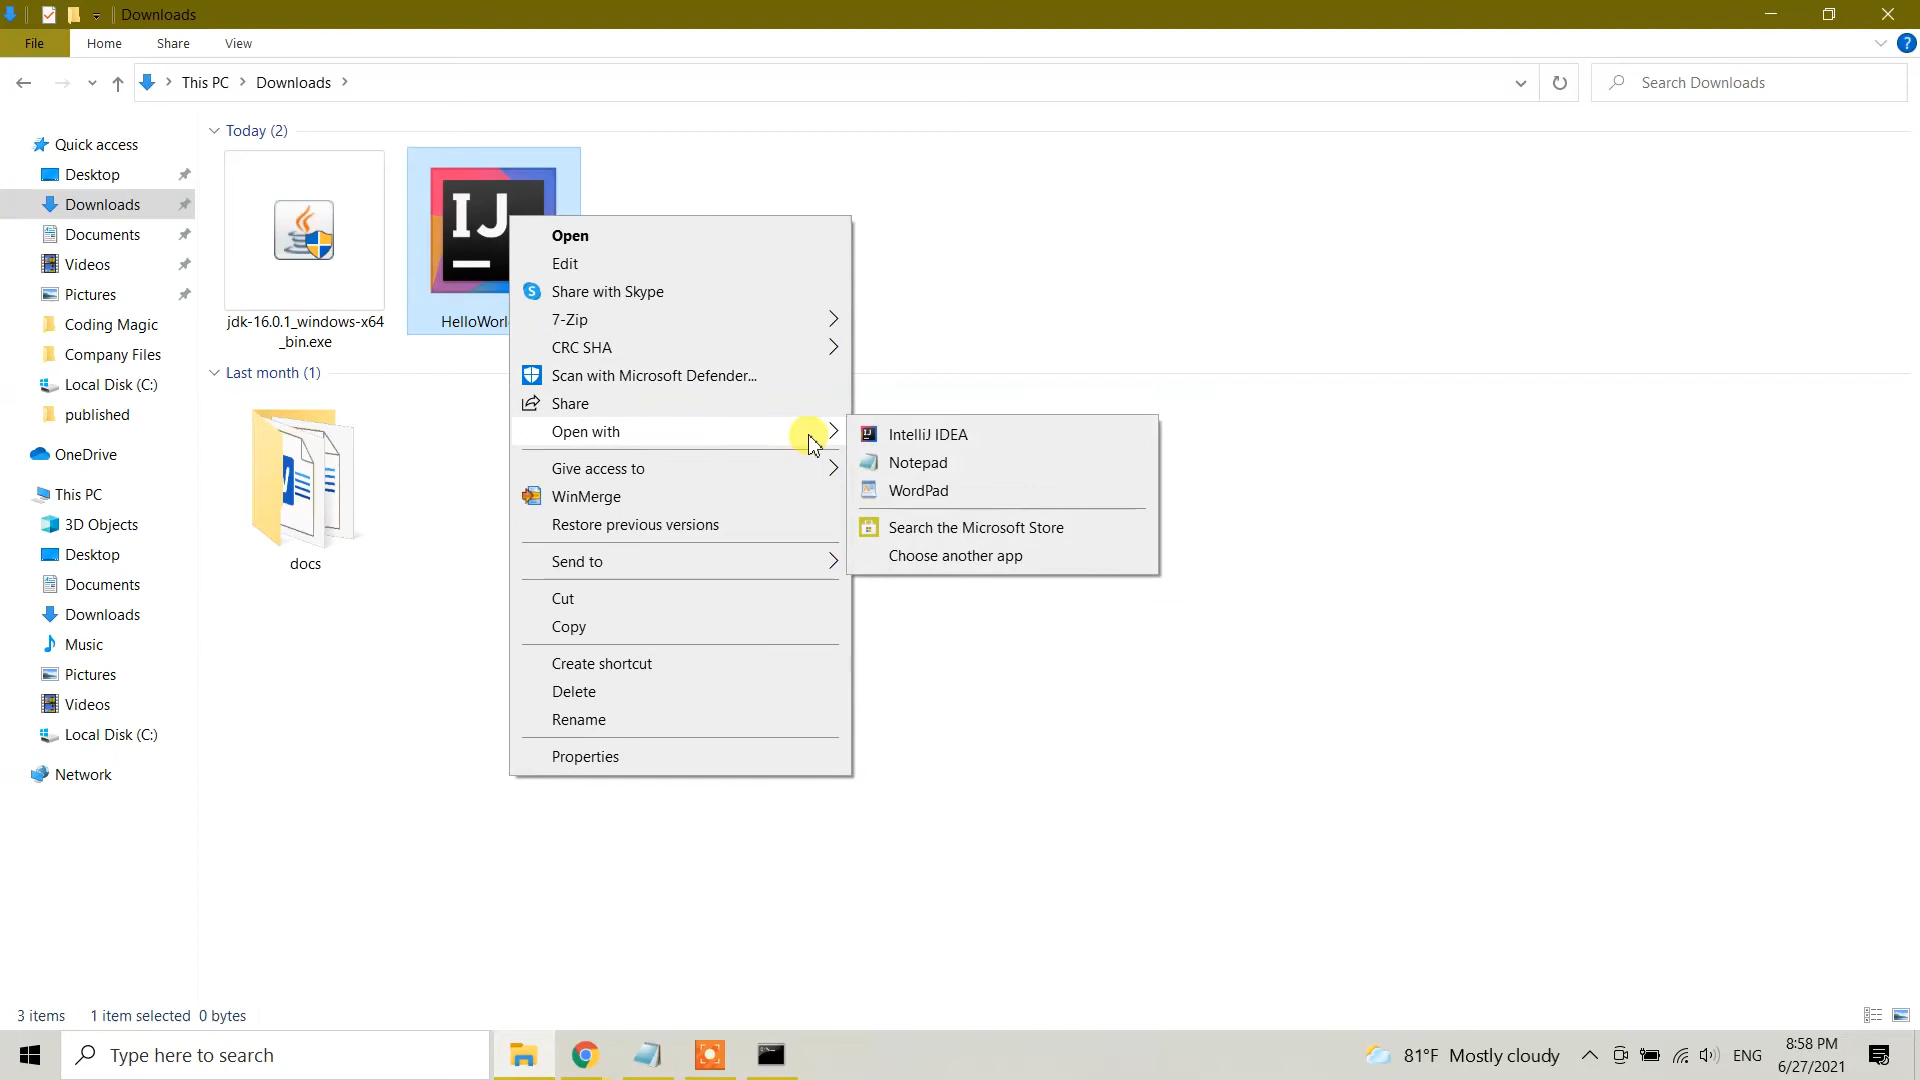 Downloads
File Home Share View
This PC Downloads
Search Downloads
Quick access
Desktop
Downloads
Documents
Videos
Pictures
Coding Magic
Company Files
Local Disk (C:)
published
OneDrive
This PC
3D Objects
Desktop
Documents
Downloads
Music
Pictures
Videos
Local Disk (C:)
Network
Today (2)
jdk-16.0.1_windows-x64
_bin.exe
IJ
HelloWorl
Last month (1)
W
docs
Open
Edit
S Share with Skype
7-Zip
CRC SHA
Scan with Microsoft Defender...
Share
Open with
Give access to
WinMerge
Restore previous versions
Send to
Cut
Copy
Create shortcut
Delete
Rename
Properties
IJ IntelliJ IDEA
Notepad
WordPad
Search the Microsoft Store
Choose another app
3 items 1 item selected 0 bytes
Type here to search
81°F Mostly cloudy
ENG
8:58 PM
6/27/2021